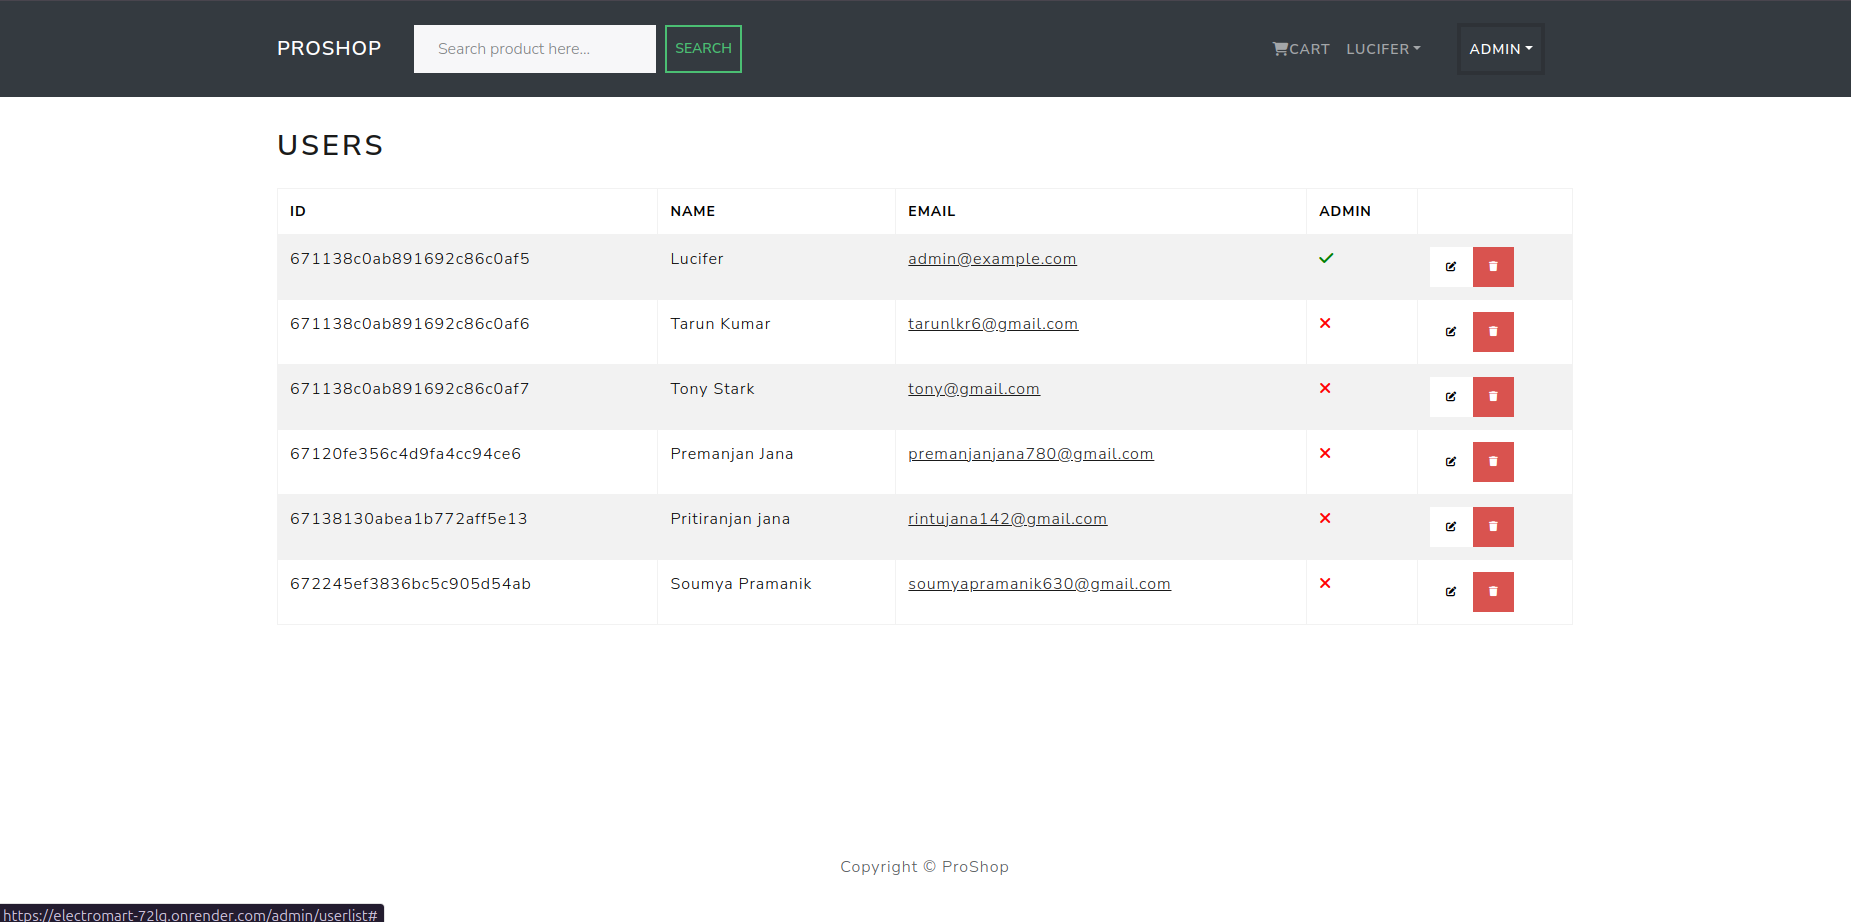 PROSHOP Search product here... SEARCH CART LUCIFER ADMIN
USERS
ID NAME EMAIL ADMIN
671138c0ab891692c86c0af5 Lucifer admin@example.com
671138c0ab891692c86c0af6 Tarun Kumar tarunlkr6@gmail.com
671138c0ab891692c86c0af7 Tony Stark tony@gmail.com
67120fe356c4d9fa4cc94ce6 Premanjan Jana premanjanjana780@gmail.com
67138130abea1b772aff5e13 Pritiranjan jana rintujana142@gmail.com
672245ef3836bc5c905d54ab Soumya Pramanik soumyapramanik630@gmail.com
Copyright © ProShop
https://electromart-72lq.onrender.com/admin/userlist#